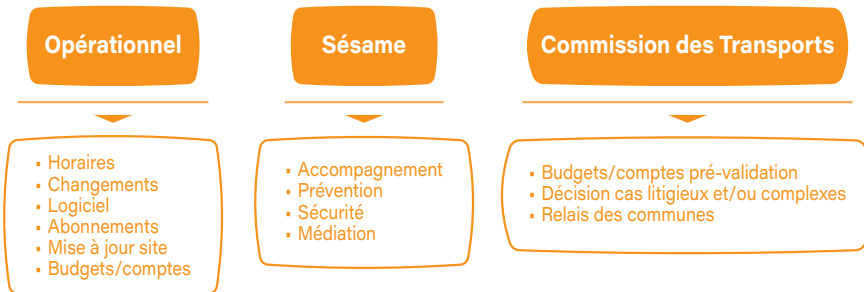 Opérationnel
Sésame
Commission des Transports
▪ Horaires
▪ Changements
▪ Logiciel
▪ Abonnements
▪ Mise à jour site
▪ Budgets/comptes
▪ Accompagnement
▪ Prévention
▪ Sécurité
▪ Médiation
▪ Budgets/comptes pré-validation
▪ Décision cas litigieux et/ou complexes
▪ Relais des communes